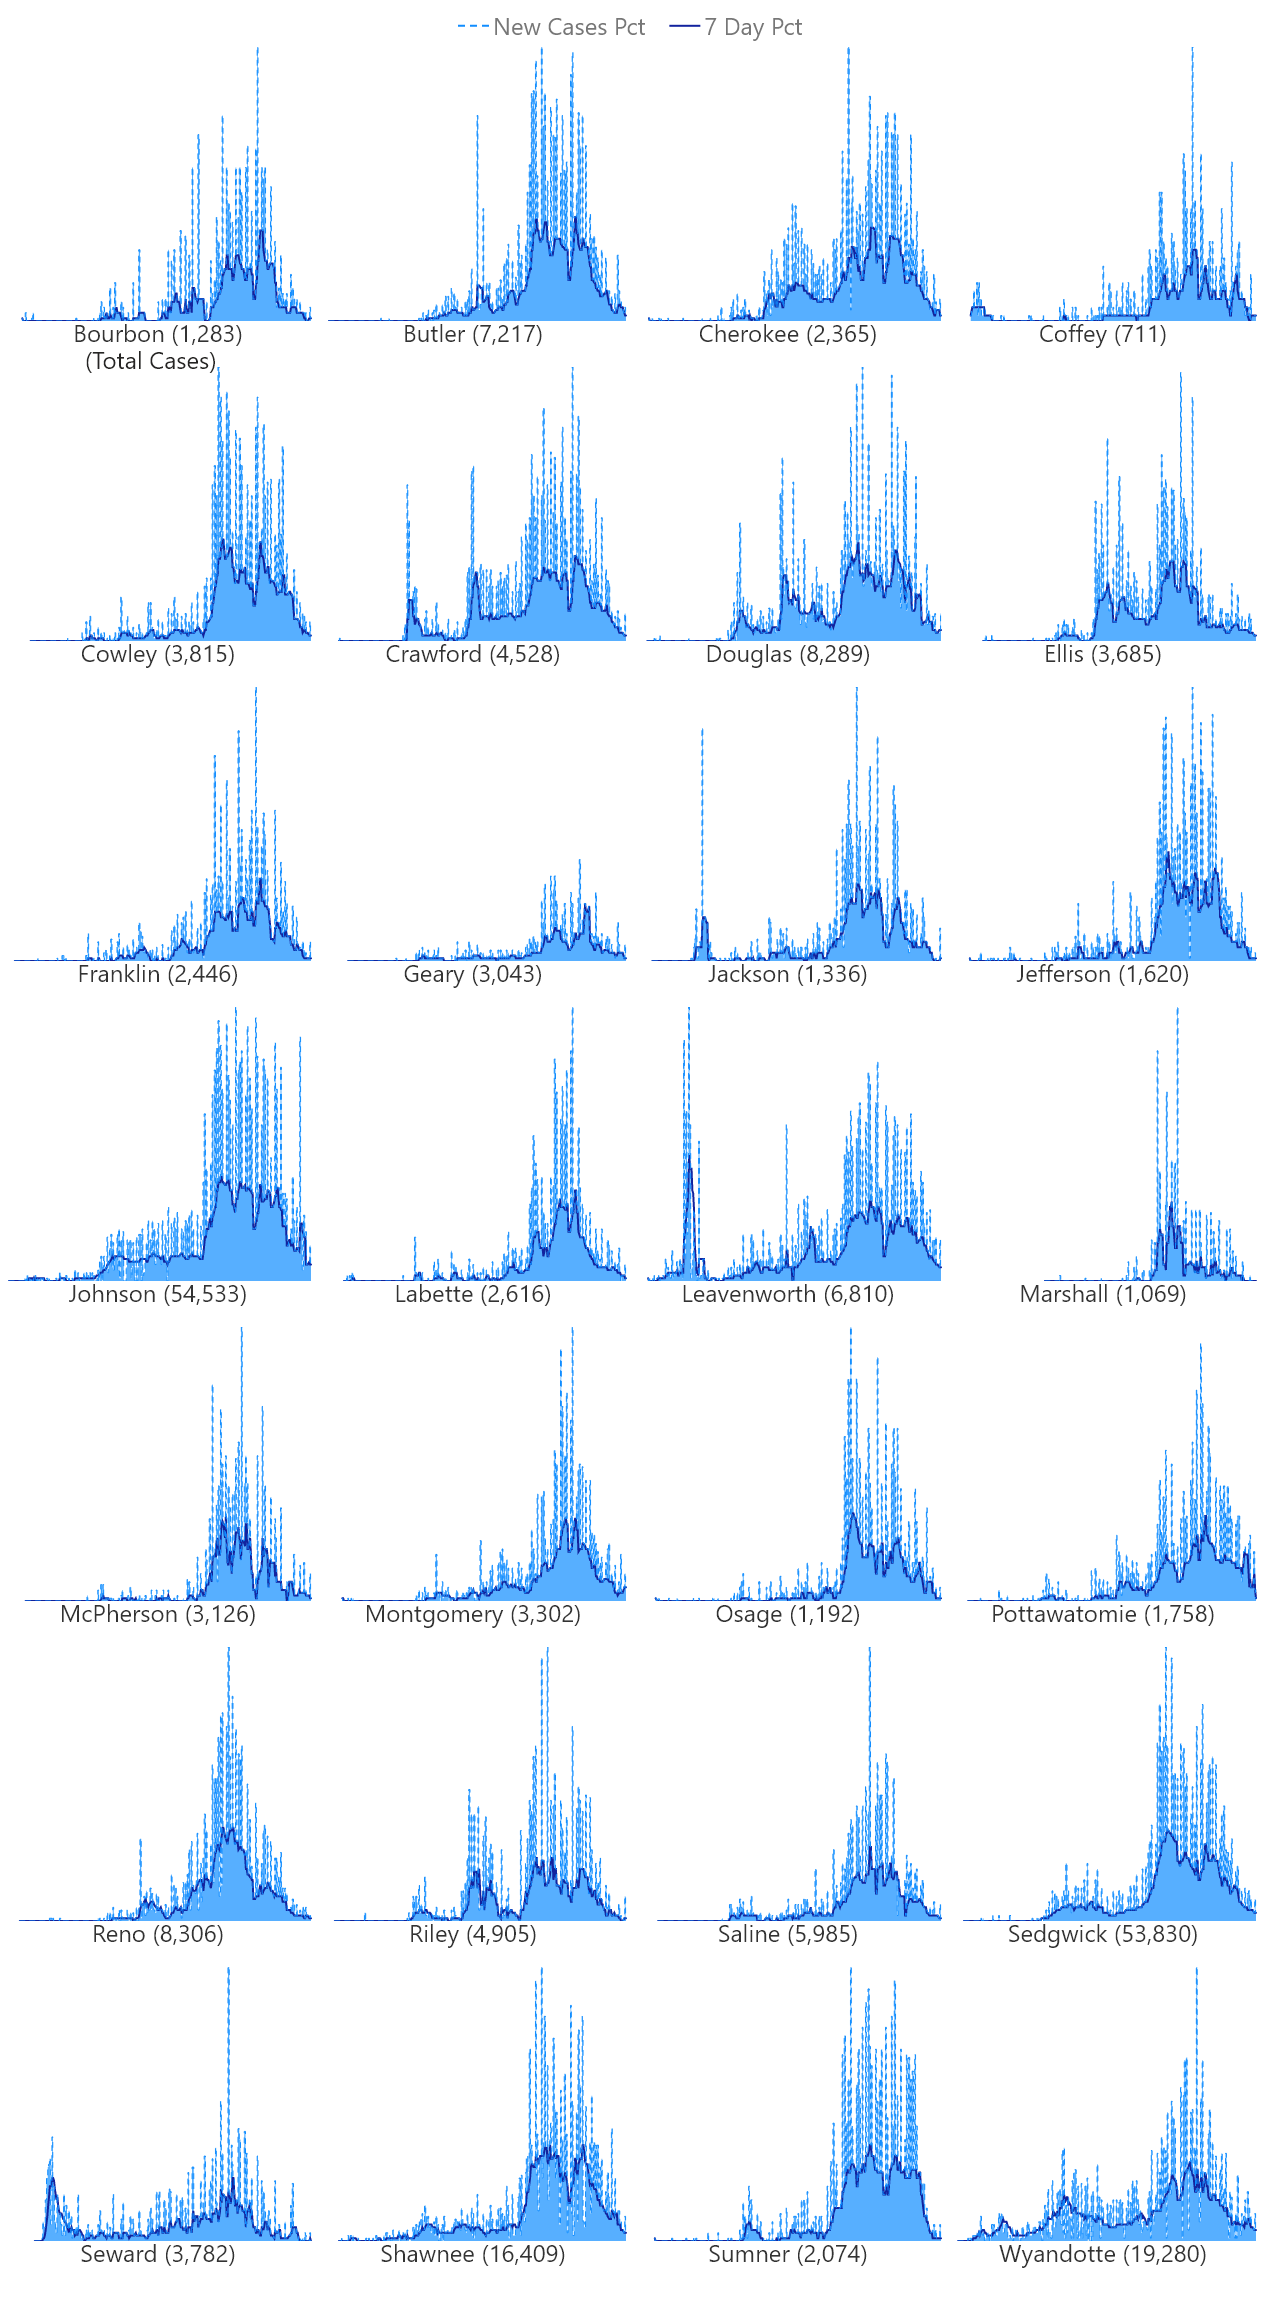 New Cases Pct 7 Day Pct
Bourbon (1,283) Butler (7,217) Cherokee (2,365) Coffey (711)
(Total Cases)
Cowley (3,815) Crawford (4,528) Douglas (8,289) Ellis (3,685)
Franklin (2,446) Geary (3,043) Jackson (1,336) Jefferson (1,620)
Johnson (54,533) Labette (2,616) Leavenworth (6,810) Marshall (1,069)
McPherson (3,126) Montgomery (3,302) Osage (1,192) Pottawatomie (1,758)
Reno (8,306) Riley (4,905) Saline (5,985) Sedgwick (53,830)
Seward (3,782) Shawnee (16,409) Sumner (2,074) Wyandotte (19,280)